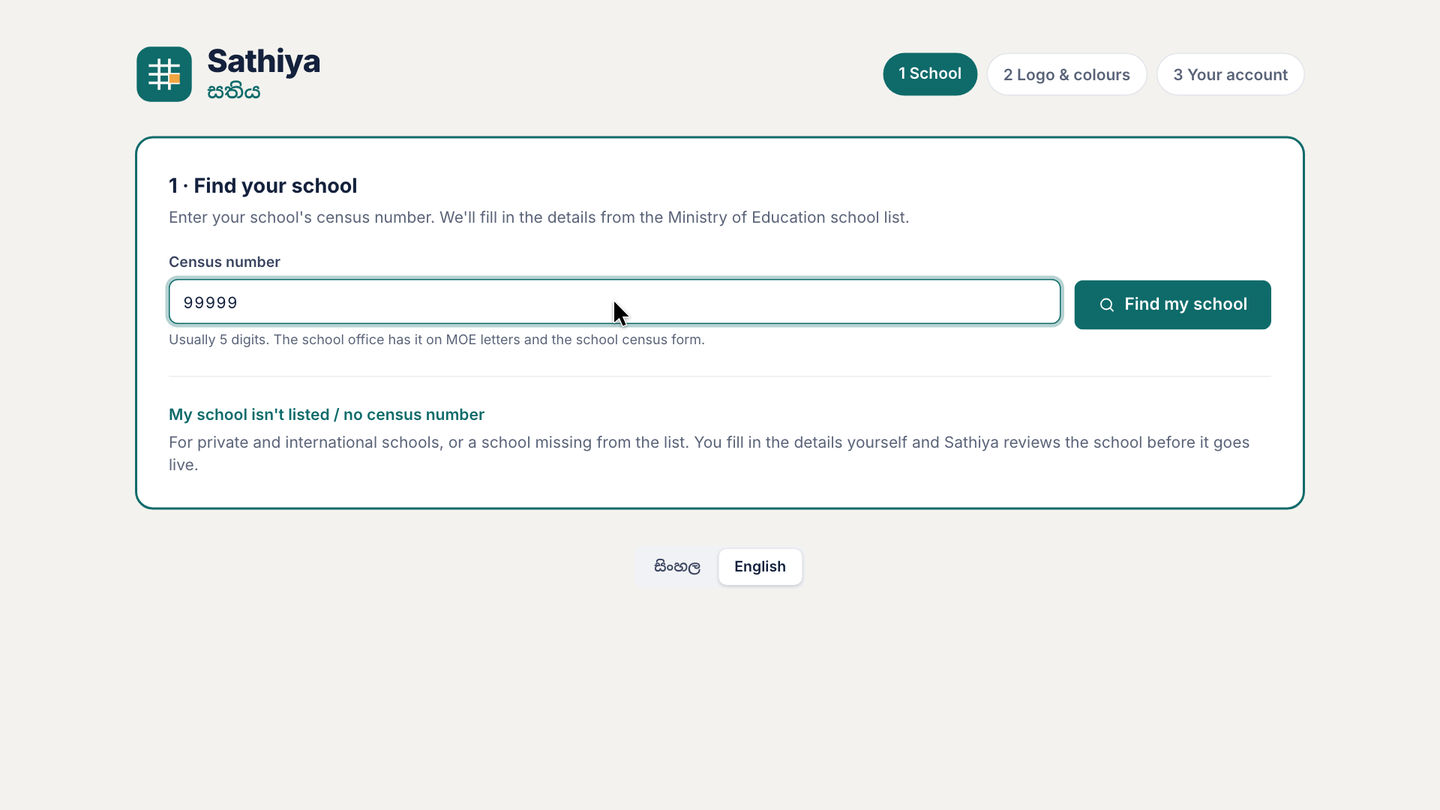 Sathiya
සතිය
1 School
2 Logo & colours
3 Your account
1 · Find your school
Enter your school's census number. We'll fill in the details from the Ministry of Education school list.
Census number
99999
Find my school
Usually 5 digits. The school office has it on MOE letters and the school census form.
My school isn't listed / no census number
For private and international schools, or a school missing from the list. You fill in the details yourself and Sathiya reviews the school before it goes
live.
සිංහල
English